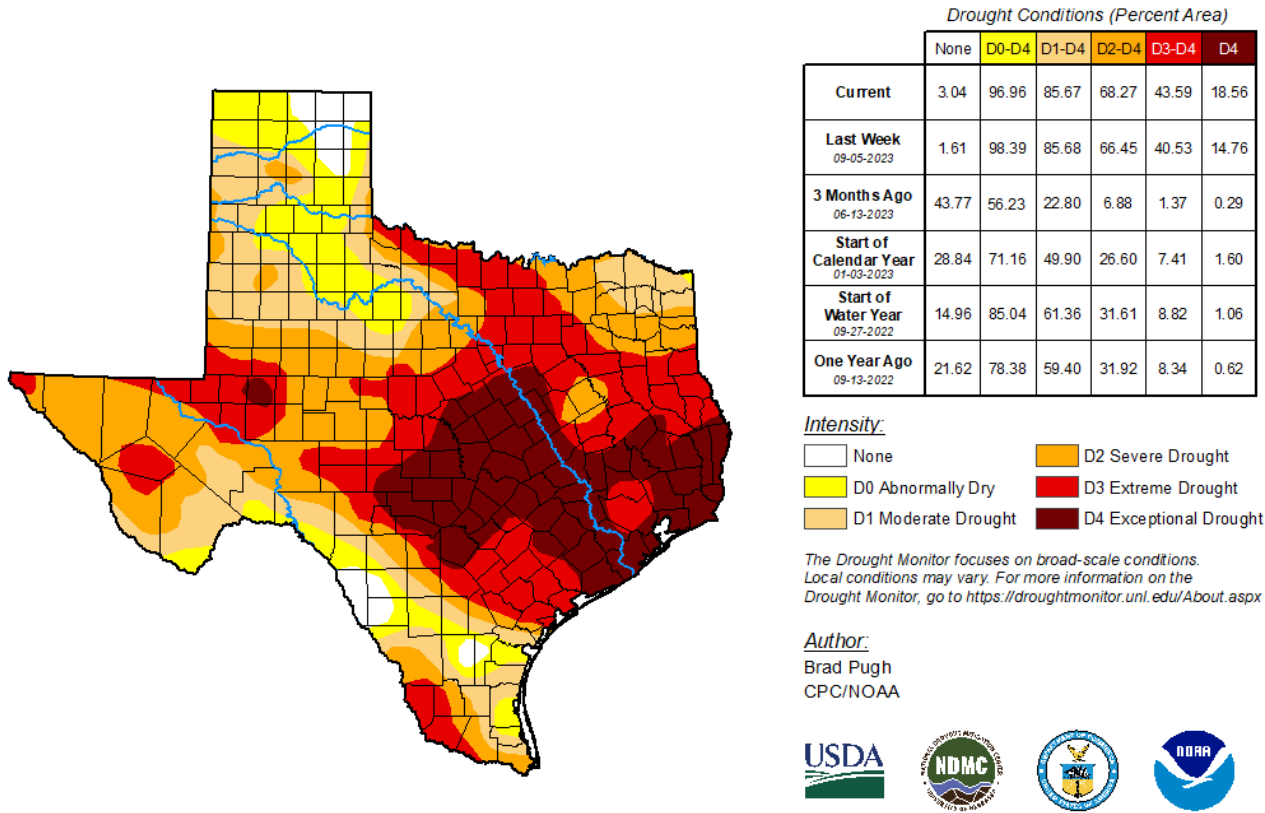 Drought Conditions (Percent Area)
None D0-D4 D1-D4 D2-D4 D3-D4 D4
Current 3.04 96.96 85.67 68.27 43.59 18.56
Last Week
09-05-2023
1.61 98.39 85.68 66.45 40.53 14.76
3 Months Ago
06-13-2023
43.77 56.23 22.80 6.88 1.37 0.29
Start of
Calendar Year
01-03-2023
28.84 71.16 49.90 26.60 7.41 1.60
Start of
Water Year
09-27-2022
14.96 85.04 61.36 31.61 8.82 1.06
One Year Ago
09-13-2022
21.62 78.38 59.40 31.92 8.34 0.62
Intensity:
None
D0 Abnormally Dry
D1 Moderate Drought
D2 Severe Drought
D3 Extreme Drought
D4 Exceptional Drought
The Drought Monitor focuses on broad-scale conditions.
Local conditions may vary. For more information on the
Drought Monitor, go to https://droughtmonitor.unl.edu/About.aspx
Author:
Brad Pugh
CPC/NOAA
USDA
NDMC
NOAA